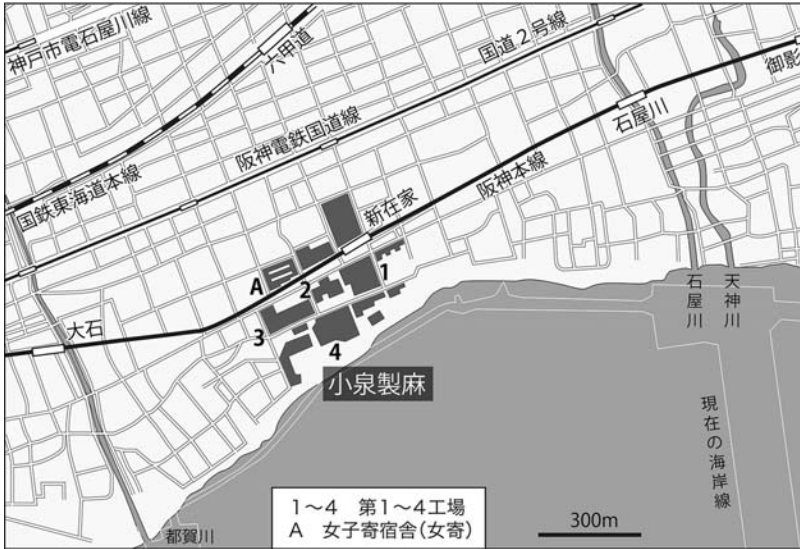 神戸市電石屋川線
六甲道
国道2号線
御影
石屋川
阪神電鉄国道線
阪神本線
国鉄東海道本線
新在家
A
1
2
3
4
大石
小泉製麻
石屋川
天神川
現在の海岸線
都賀川
1～4 第1～4工場
A 女子寄宿舎(女寄)
300m